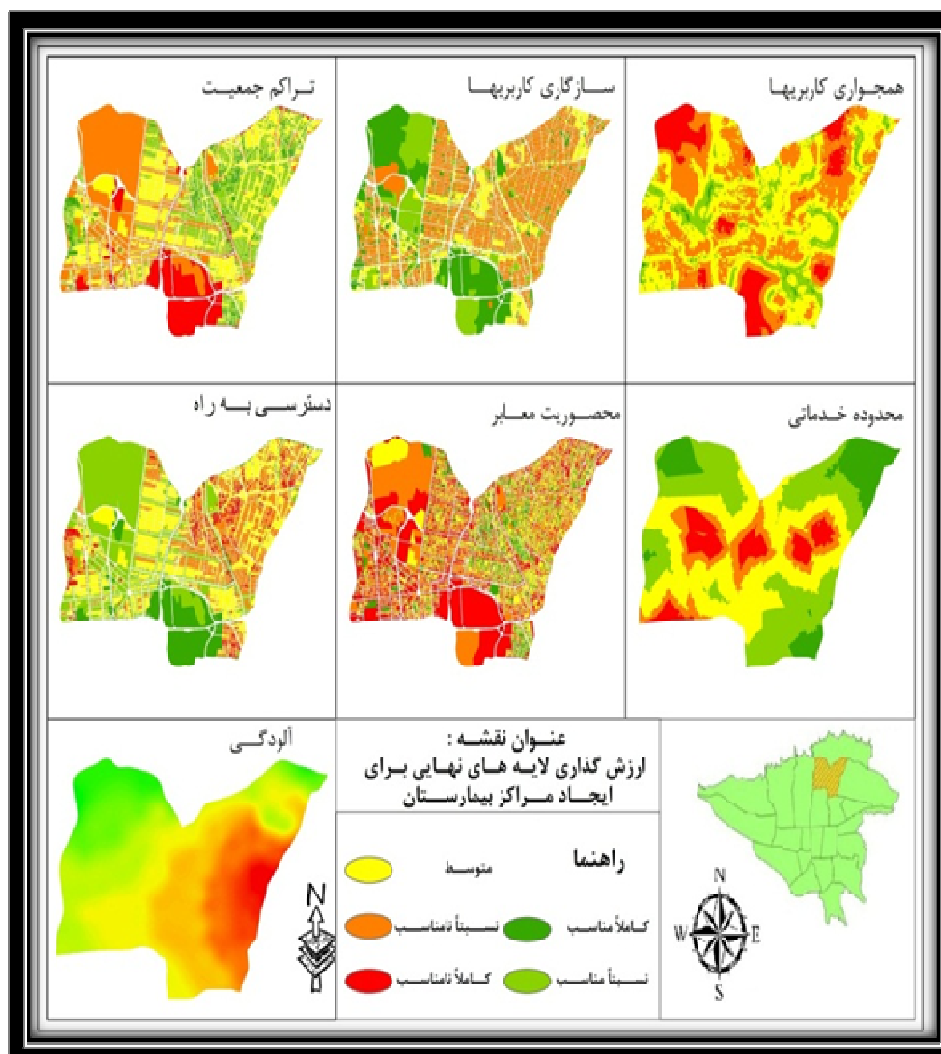 همجواری کاربریها
سازگاری کاربریها
تراکم جمعیت
محدوده خدماتی
محصوریت معابر
دسترسی به راه
آلودگی
عنوان نقشه :
ارزش گذاری لایه های نهایی برای
ایجاد مراکز بیمارستان
راهنما
متوسط
کاملاً مناسب
نسبتاً نامناسب
نسبتاً مناسب
کاملاً نامناسب
N
N
W E
S